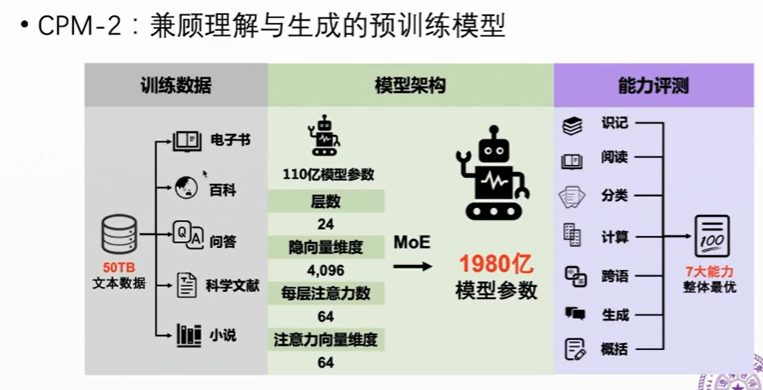 • CPM-2：兼顾理解与生成的预训练模型
训练数据
50TB
文本数据
电子书
百科
Q A
问答
科学文献
小说
模型架构
110亿模型参数
层数
24
隐向量维度
4,096
每层注意力数
64
注意力向量维度
64
MoE
1980亿
模型参数
能力评测
识记
阅读
分类
计算
跨语
生成
概括
100
7大能力
整体最优